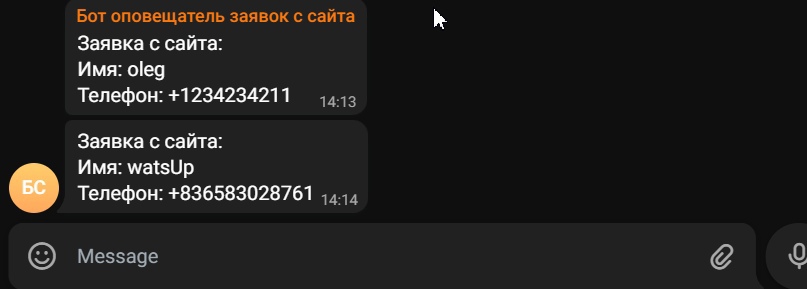 Бот оповещатель заявок с сайта
Заявка с сайта:
Имя: oleg
Телефон: +1234234211
14:13
Заявка с сайта:
Имя: watsUp
Телефон: +836583028761
14:14
БС
Message